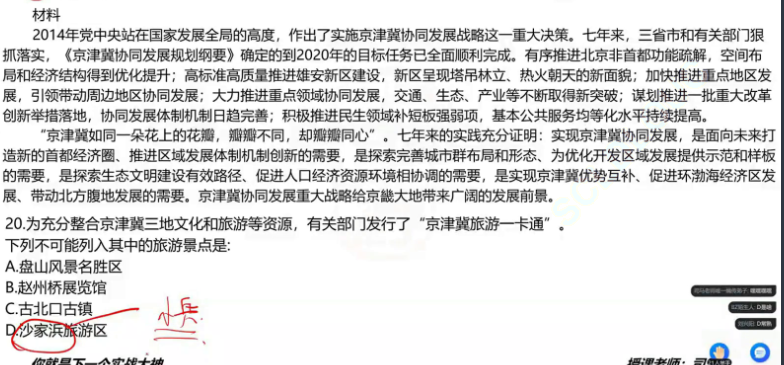 材料
2014年党中央站在国家发展全局的高度，作出了实施京津冀协同发展战略这一重大决策。七年来，三省市和有关部门狠
抓落实，《京津冀协同发展规划纲要》确定的到2020年的目标任务已全面顺利完成。有序推进北京非首都功能疏解，空间布
局和经济结构得到优化提升；高标准高质量推进雄安新区建设，新区呈现塔吊林立、热火朝天的新面貌；加快推进重点地区发
展，引领带动周边地区协同发展；大力推进重点领域协同发展，交通、生态、产业等不断取得新突破；谋划推进一批重大改革
创新举措落地，协同发展体制机制日趋完善；积极推进民生领域补短板强弱项，基本公共服务均等化水平持续提高。
“京津冀如同一朵花上的花瓣，瓣瓣不同，却瓣瓣同心”。七年来的实践充分证明：实现京津冀协同发展，是面向未来打
造新的首都经济圈、推进区域发展体制机制创新的需要，是探索完善城市群布局和形态、为优化开发区域发展提供示范和样板
的需要，是探索生态文明建设有效路径、促进人口经济资源环境相协调的需要，是实现京津冀优势互补、促进环渤海经济区发
展、带动北方腹地发展的需要。京津冀协同发展重大战略给京畿大地带来广阔的发展前景。
20.为充分整合京津冀三地文化和旅游等资源，有关部门发行了“京津冀旅游一卡通”。
下列不可能列入其中的旅游景点是:
A.盘山风景名胜区
B.赵州桥展览馆
C.古北口古镇
D.沙家浜旅游区
你就是下一个实战大神
授课老师：司